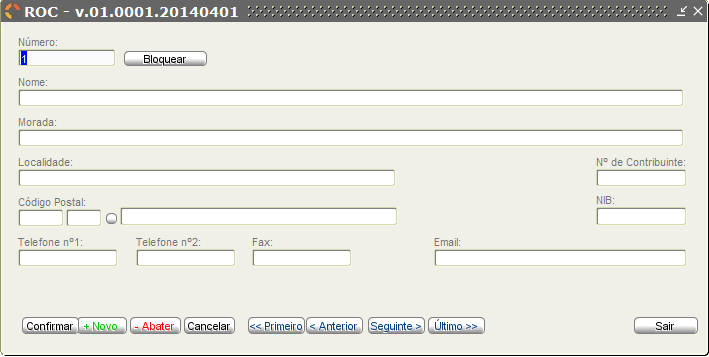 ROC - v.01.0001.20140401
Número:
1 Bloquear
Nome:
Morada:
Localidade: Nº de Contribuinte:
Código Postal: NIB:
Telefone nº1: Telefone nº2: Fax: Email:
Confirmar + Novo - Abater Cancelar << Primeiro < Anterior Seguinte > Último >> Sair